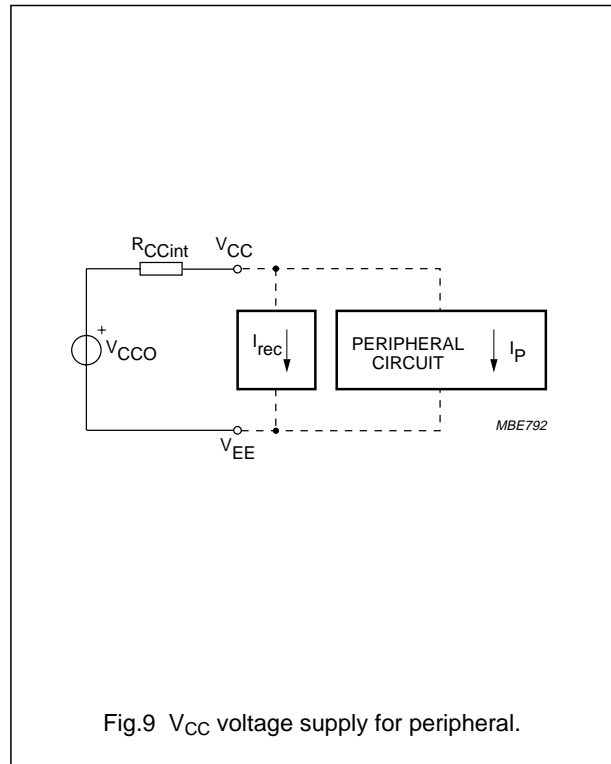 R_CCint
V_CC
+
V_CCO
I_rec
PERIPHERAL
CIRCUIT
I_P
V_EE
MBE792
Fig.9 V_CC voltage supply for peripheral.